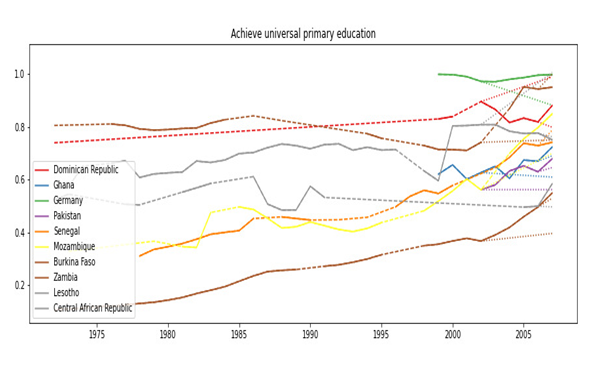 Achieve universal primary education
1.0
0.8
0.6
0.4
0.2
Dominican Republic
Ghana
Germany
Pakistan
Senegal
Mozambique
Burkina Faso
Zambia
Lesotho
Central African Republic
1975 1980 1985 1990 1995 2000 2005